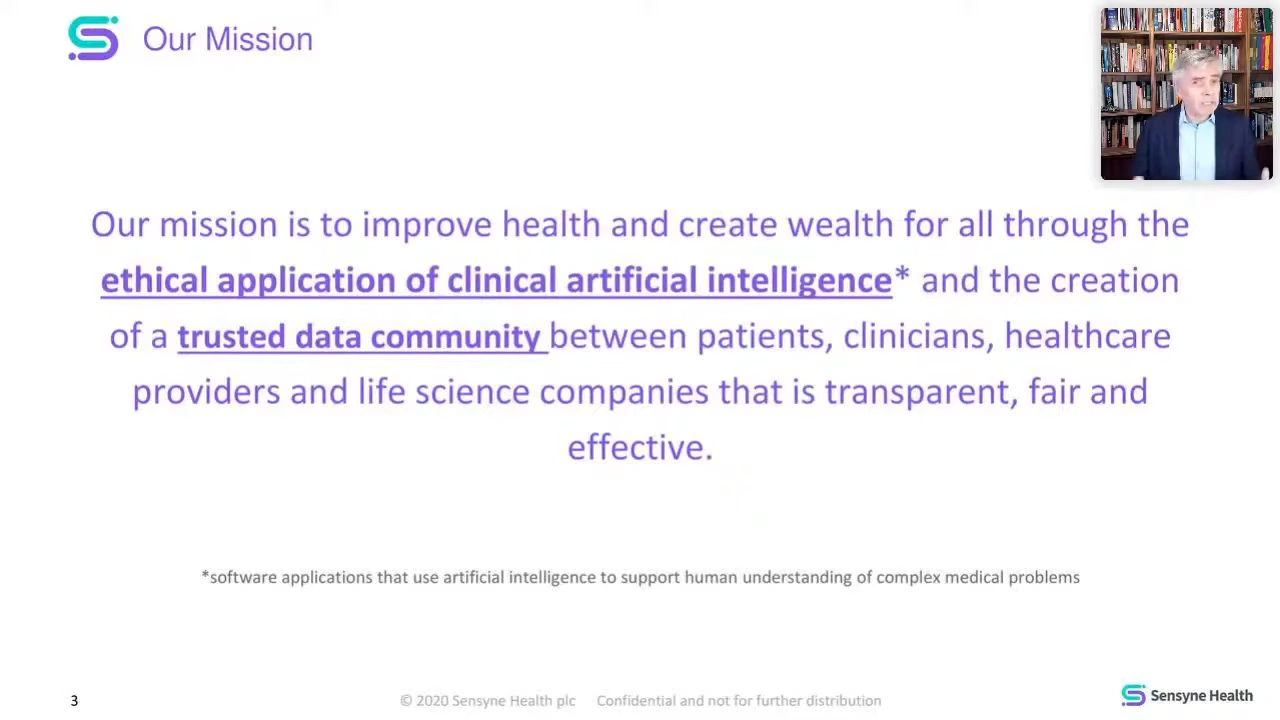 Our Mission
Our mission is to improve health and create wealth for all through the
ethical application of clinical artificial intelligence* and the creation
of a trusted data community between patients, clinicians, healthcare
providers and life science companies that is transparent, fair and
effective.
*software applications that use artificial intelligence to support human understanding of complex medical problems
3
© 2020 Sensyne Health plc Confidential and not for further distribution
Sensyne Health